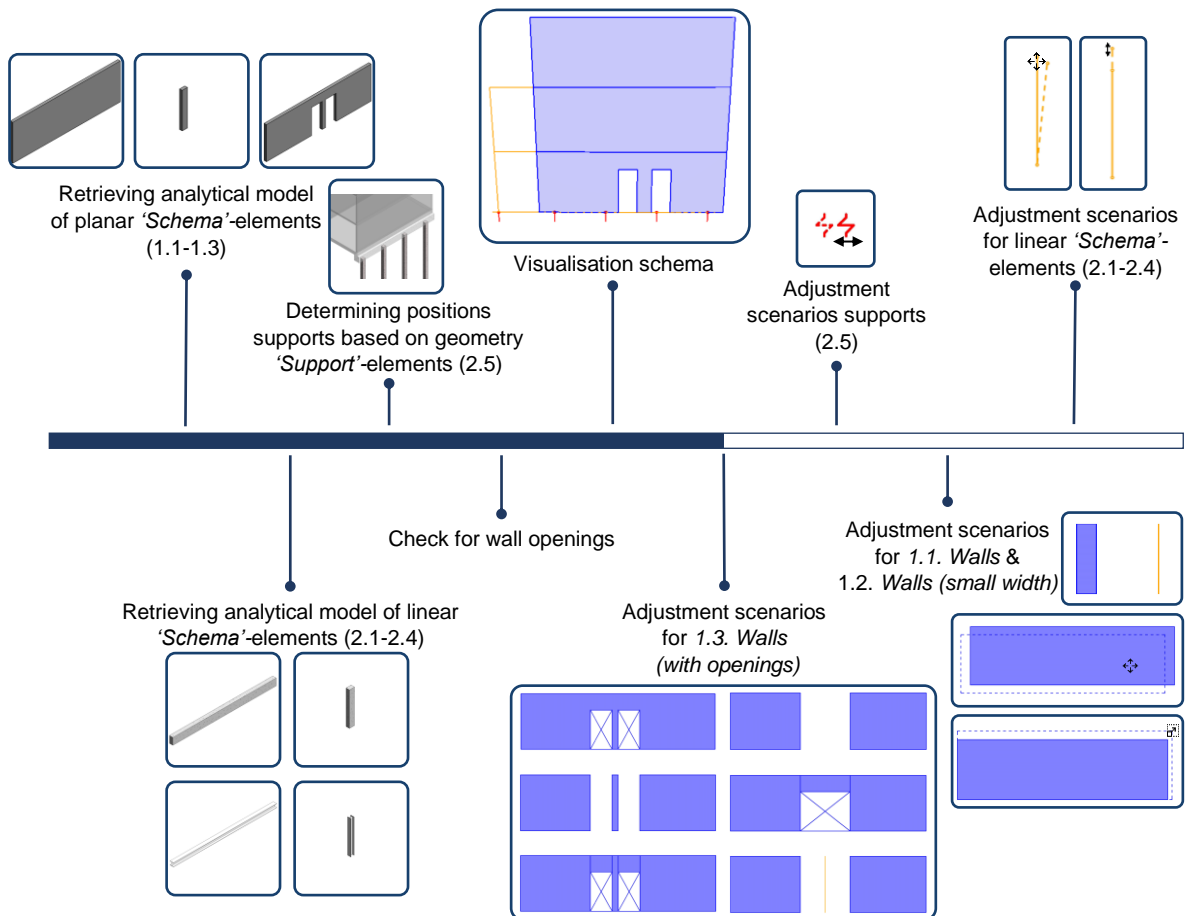 Retrieving analytical model
of planar ‘Schema’-elements
(1.1-1.3)
Determining positions
supports based on geometry
‘Support’-elements (2.5)
Visualisation schema
Adjustment
scenarios supports
(2.5)
Adjustment scenarios
for linear ‘Schema’-
elements (2.1-2.4)
Retrieving analytical model of linear
‘Schema’-elements (2.1-2.4)
Check for wall openings
Adjustment scenarios
for 1.3. Walls
(with openings)
Adjustment scenarios
for 1.1. Walls &
1.2. Walls (small width)